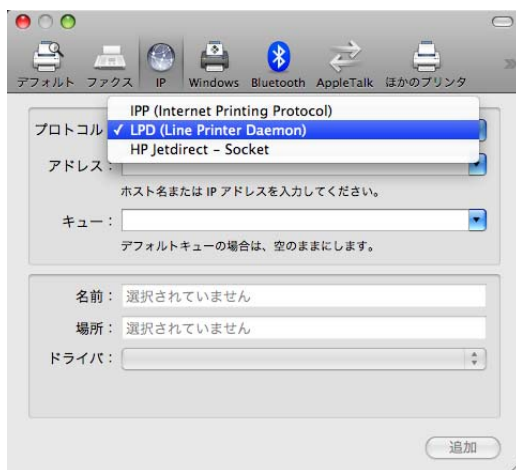 デフォルト ファクス IP Windows Bluetooth AppleTalk ほかのプリンタ
IPP (Internet Printing Protocol)
プロトコル ✓ LPD (Line Printer Daemon)
HP Jetdirect – Socket
アドレス：
ホスト名または IP アドレスを入力してください。
キュー：
デフォルトキューの場合は、空のままにします。
名前： 選択されていません
場所： 選択されていません
ドライバ：
追加